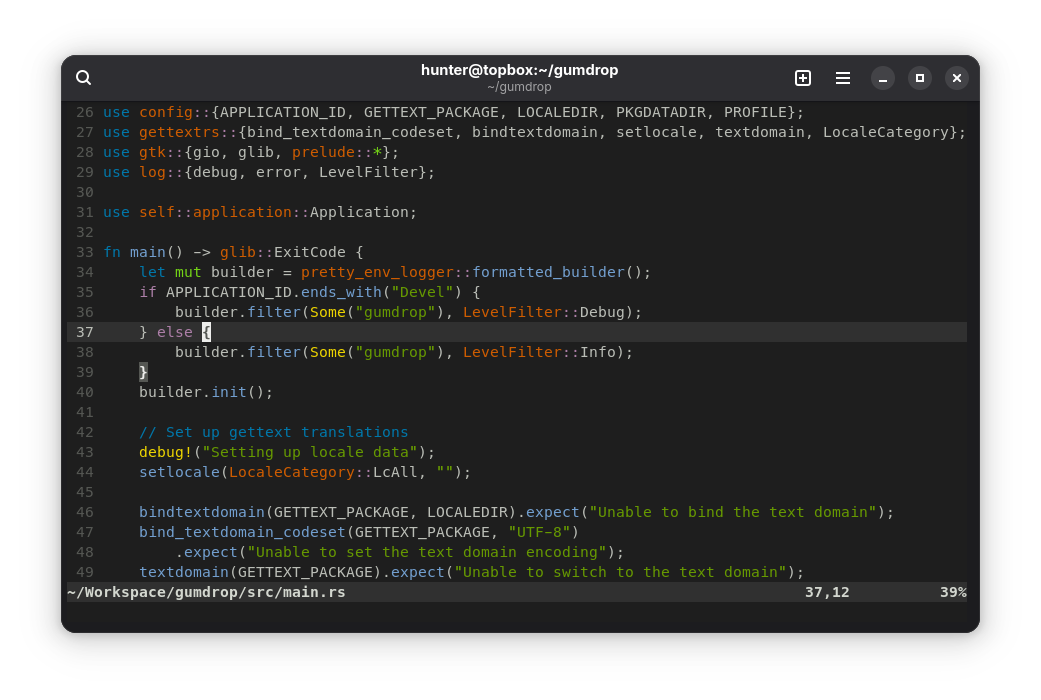 hunter@topbox:~/gumdrop
~/gumdrop
26 use config::{APPLICATION_ID, GETTEXT_PACKAGE, LOCALEDIR, PKGDATADIR, PROFILE};
27 use gettextrs::{bind_textdomain_codeset, bindtextdomain, setlocale, textdomain, LocaleCategory};
28 use gtk::{gio, glib, prelude::*};
29 use log::{debug, error, LevelFilter};
30
31 use self::application::Application;
32
33 fn main() -> glib::ExitCode {
34     let mut builder = pretty_env_logger::formatted_builder();
35     if APPLICATION_ID.ends_with("Devel") {
36         builder.filter(Some("gumdrop"), LevelFilter::Debug);
37     } else {
38         builder.filter(Some("gumdrop"), LevelFilter::Info);
39     }
40     builder.init();
41
42     // Set up gettext translations
43     debug!("Setting up locale data");
44     setlocale(LocaleCategory::LcAll, "");
45
46     bindtextdomain(GETTEXT_PACKAGE, LOCALEDIR).expect("Unable to bind the text domain");
47     bind_textdomain_codeset(GETTEXT_PACKAGE, "UTF-8")
48         .expect("Unable to set the text domain encoding");
49     textdomain(GETTEXT_PACKAGE).expect("Unable to switch to the text domain");
~/Workspace/gumdrop/src/main.rs 37,12 39%